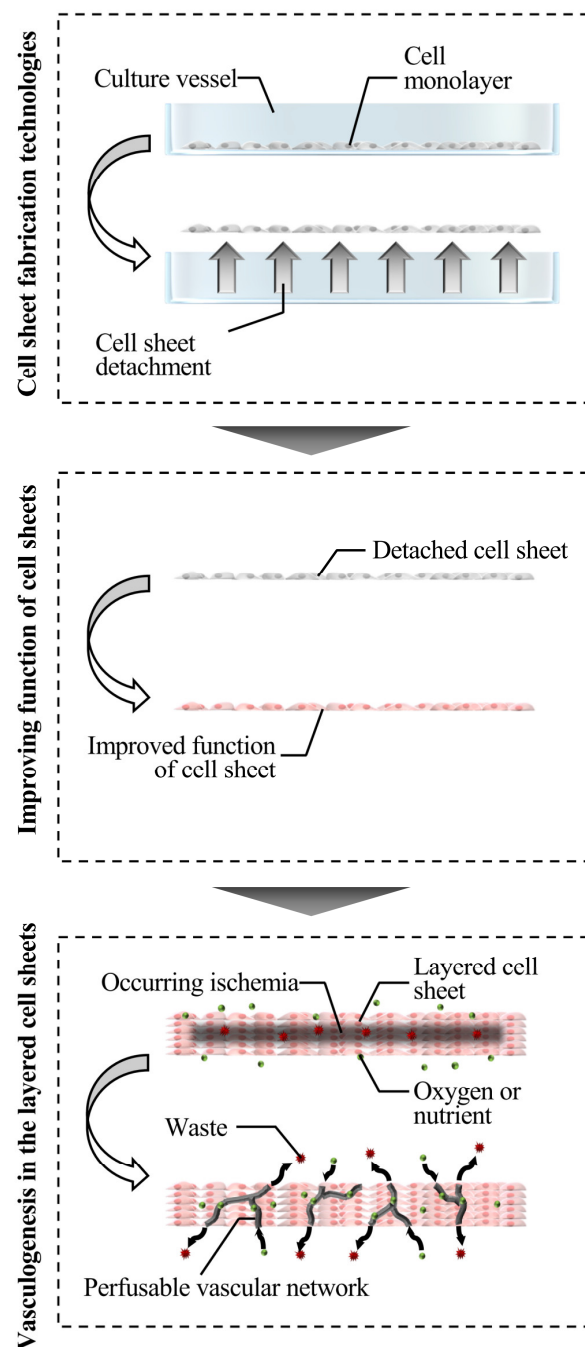 Cell sheet fabrication technologies
Culture vessel
Cell
monolayer
Cell sheet
detachment
Improving function of cell sheets
Detached cell sheet
Improved function
of cell sheet
Vasculogenesis in the layered cell sheets
Occurring ischemia
Layered cell
sheet
Oxygen or
nutrient
Waste
Perfusable vascular network